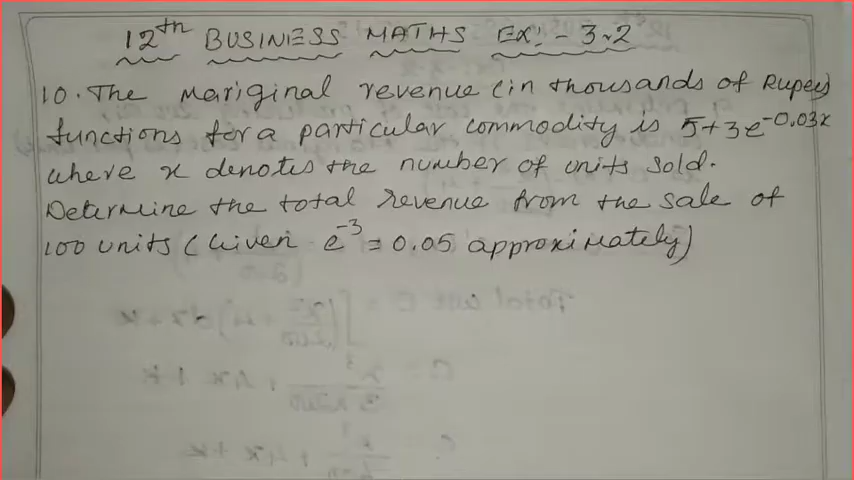 12th BUSINESS MATHS EX:- 3.2
10. The mariginal revenue (in thousands of Rupees)
functions for a particular commodity is 5+3e^-0.03x
where x denotes the number of units sold.
Determine the total revenue from the sale of
100 units (Given e^-3 = 0.05 approximately)